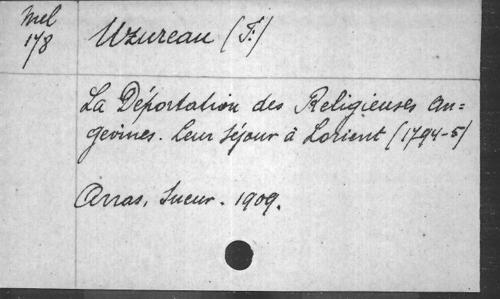 Mel
178
Uzureau (F.)
La Déportation des Religieuses An=
gevines. Leur séjour à Lorient (1794-5)
Arras, Sueur. 1909.